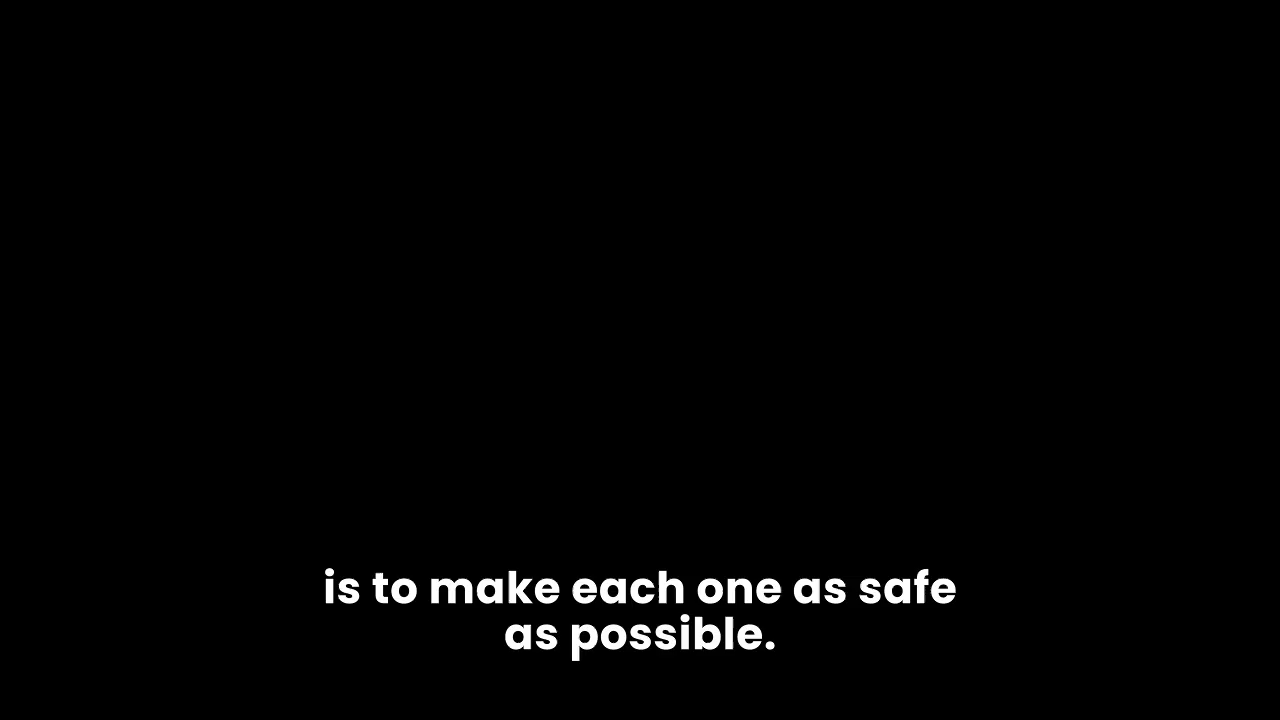 is to make each one as safe
as possible.